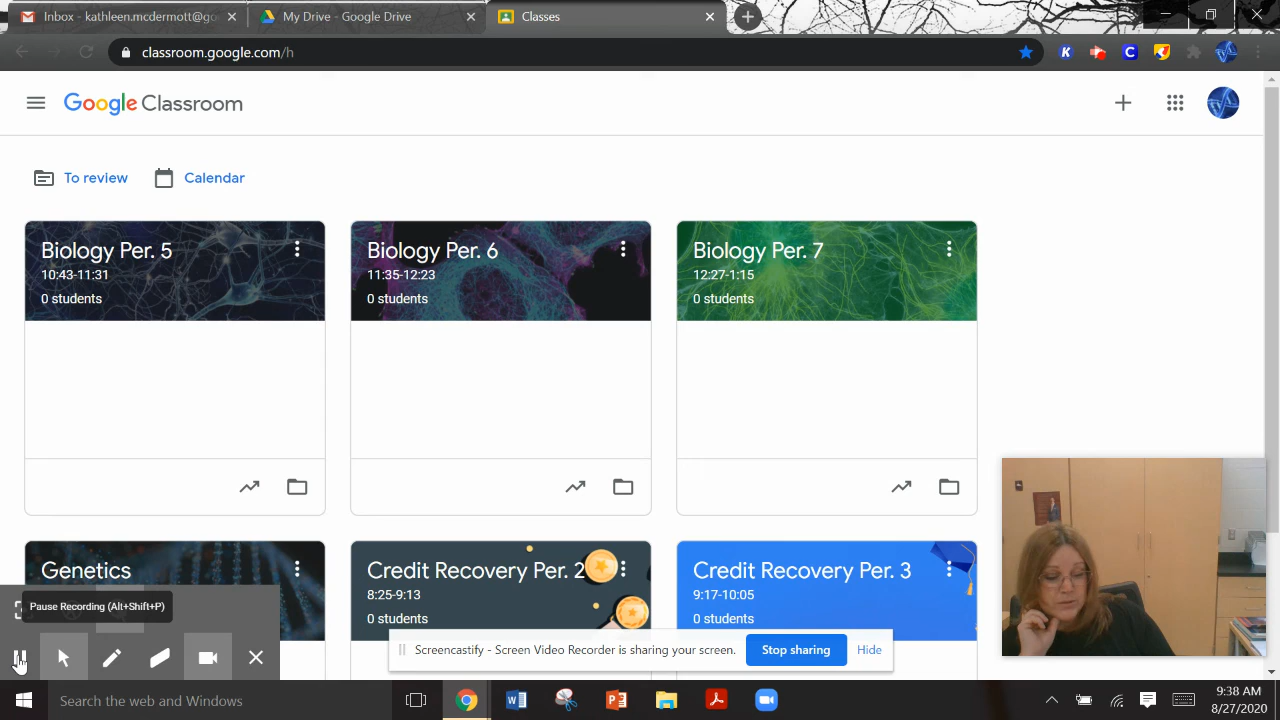 Inbox - kathleen.mcdermott@go
My Drive - Google Drive
Classes
classroom.google.com/h
Google Classroom
To review
Calendar
Biology Per. 5
10:43-11:31
0 students
Biology Per. 6
11:35-12:23
0 students
Biology Per. 7
12:27-1:15
0 students
Genetics
Credit Recovery Per. 2
8:25-9:13
0 students
Credit Recovery Per. 3
9:17-10:05
0 students
Pause Recording (Alt+Shift+P)
Screencastify - Screen Video Recorder is sharing your screen.
Stop sharing
Hide
Search the web and Windows
9:38 AM
8/27/2020